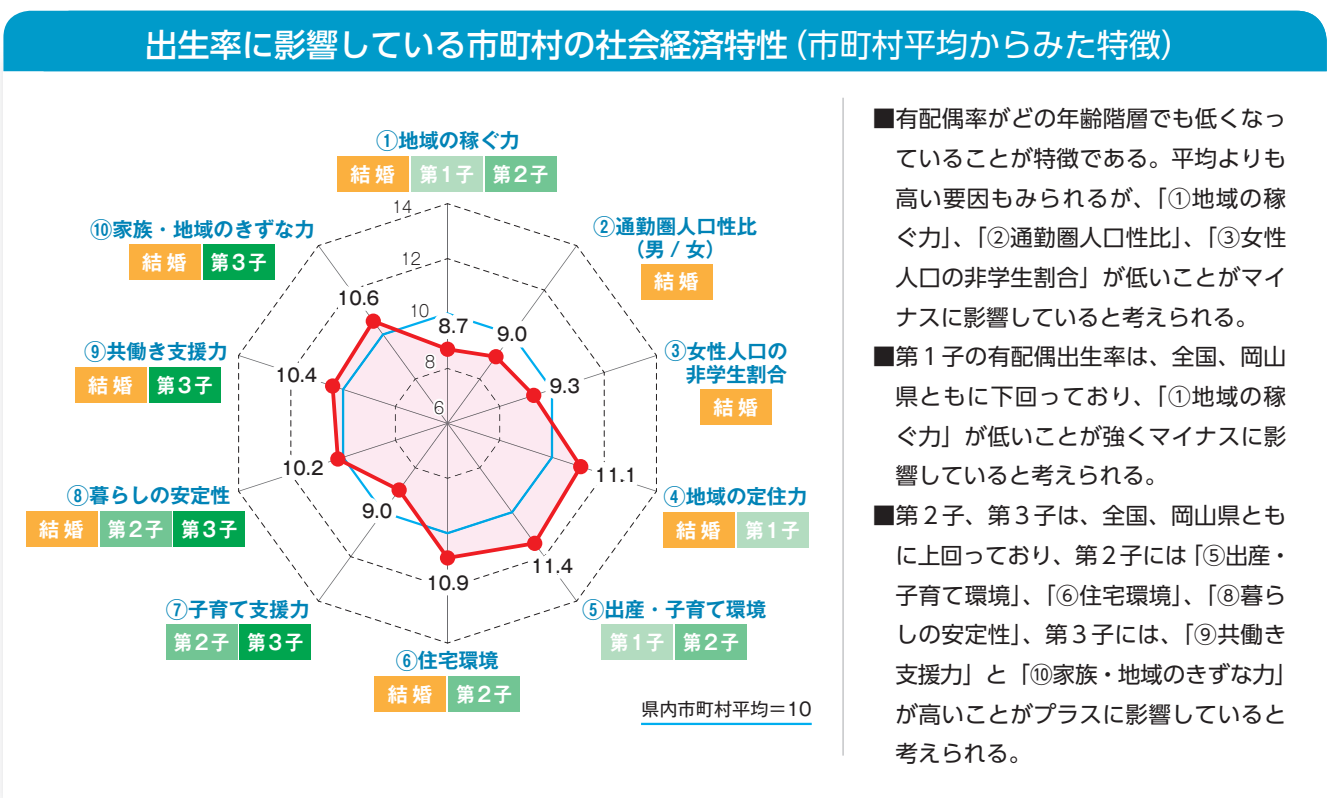 出生率に影響している市町村の社会経済特性（市町村平均からみた特徴）
①地域の稼ぐ力
結婚 第1子 第2子
②通勤圏人口性比
（男 / 女）
結婚
③女性人口の
非学生割合
結婚
④地域の定住力
結婚 第1子
⑤出産・子育て環境
第1子 第2子
⑥住宅環境
結婚 第2子
⑦子育て支援力
第2子 第3子
⑧暮らしの安定性
結婚 第2子 第3子
⑨共働き支援力
結婚 第3子
⑩家族・地域のきずな力
結婚 第3子
14
12
10
8
6
8.7
9.0
9.3
11.1
11.4
10.9
9.0
10.2
10.4
10.6
県内市町村平均＝10
■有配偶率がどの年齢階層でも低くなっ
ていることが特徴である。平均よりも
高い要因もみられるが、「①地域の稼
ぐ力」、「②通勤圏人口性比」、「③女性
人口の非学生割合」が低いことがマイ
ナスに影響していると考えられる。
■第１子の有配偶出生率は、全国、岡山
県ともに下回っており、「①地域の稼
ぐ力」が低いことが強くマイナスに影
響していると考えられる。
■第２子、第３子は、全国、岡山県とも
に上回っており、第２子には「⑤出産・
子育て環境」、「⑥住宅環境」、「⑧暮ら
しの安定性」、第３子には、「⑨共働き
支援力」と「⑩家族・地域のきずな力」
が高いことがプラスに影響していると
考えられる。